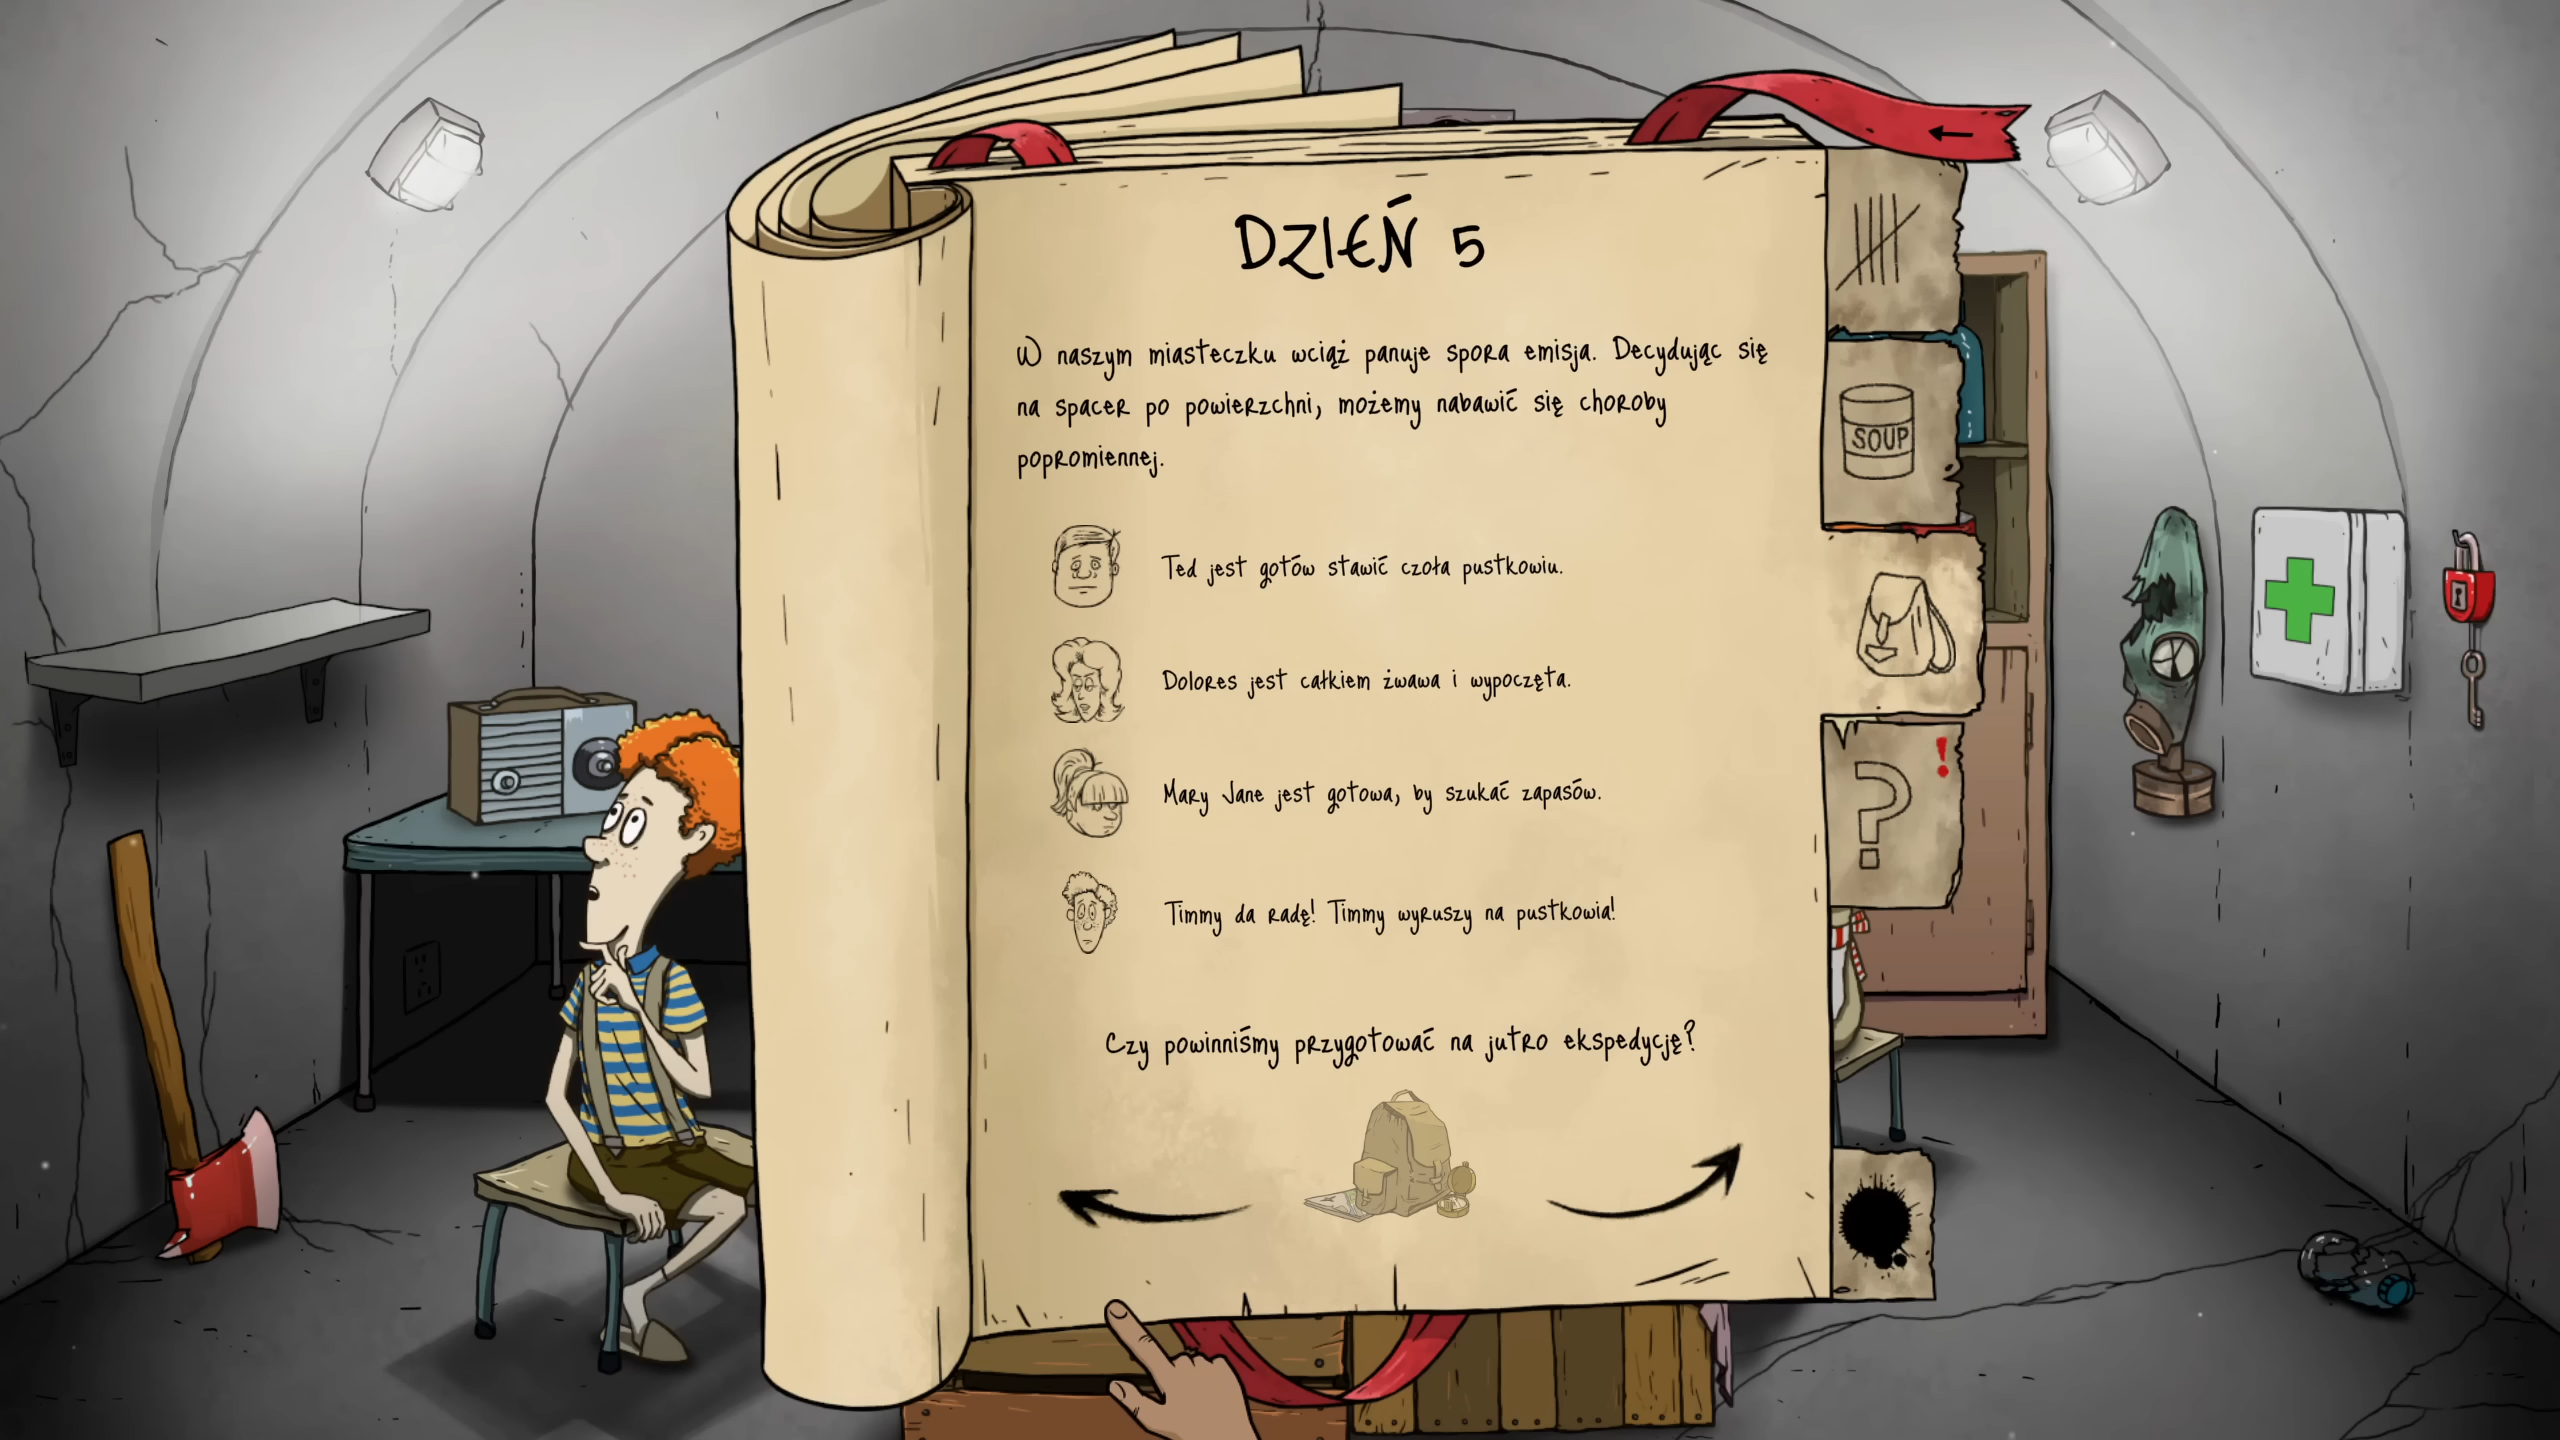 DZIEŃ 5
W naszym miasteczku wciąż panuje spora emisja. Decydując się
na spacer po powierzchni, możemy nabawić się choroby
popromiennej.
SOUP
Ted jest gotów stawić czoła pustkowiu.
Dolores jest całkiem żwawa i wypoczęta.
Mary Jane jest gotowa, by szukać zapasów.
!
?
Timmy da radę! Timmy wyruszy na pustkowia!
Czy powinniśmy przygotować na jutro ekspedycję?